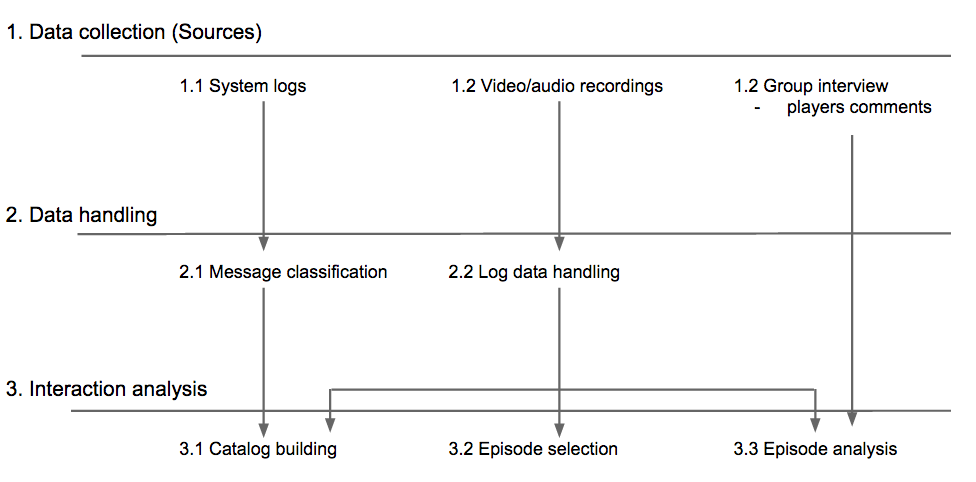 1. Data collection (Sources)
1.1 System logs
1.2 Video/audio recordings
1.2 Group interview
- players comments
2. Data handling
2.1 Message classification
2.2 Log data handling
3. Interaction analysis
3.1 Catalog building
3.2 Episode selection
3.3 Episode analysis